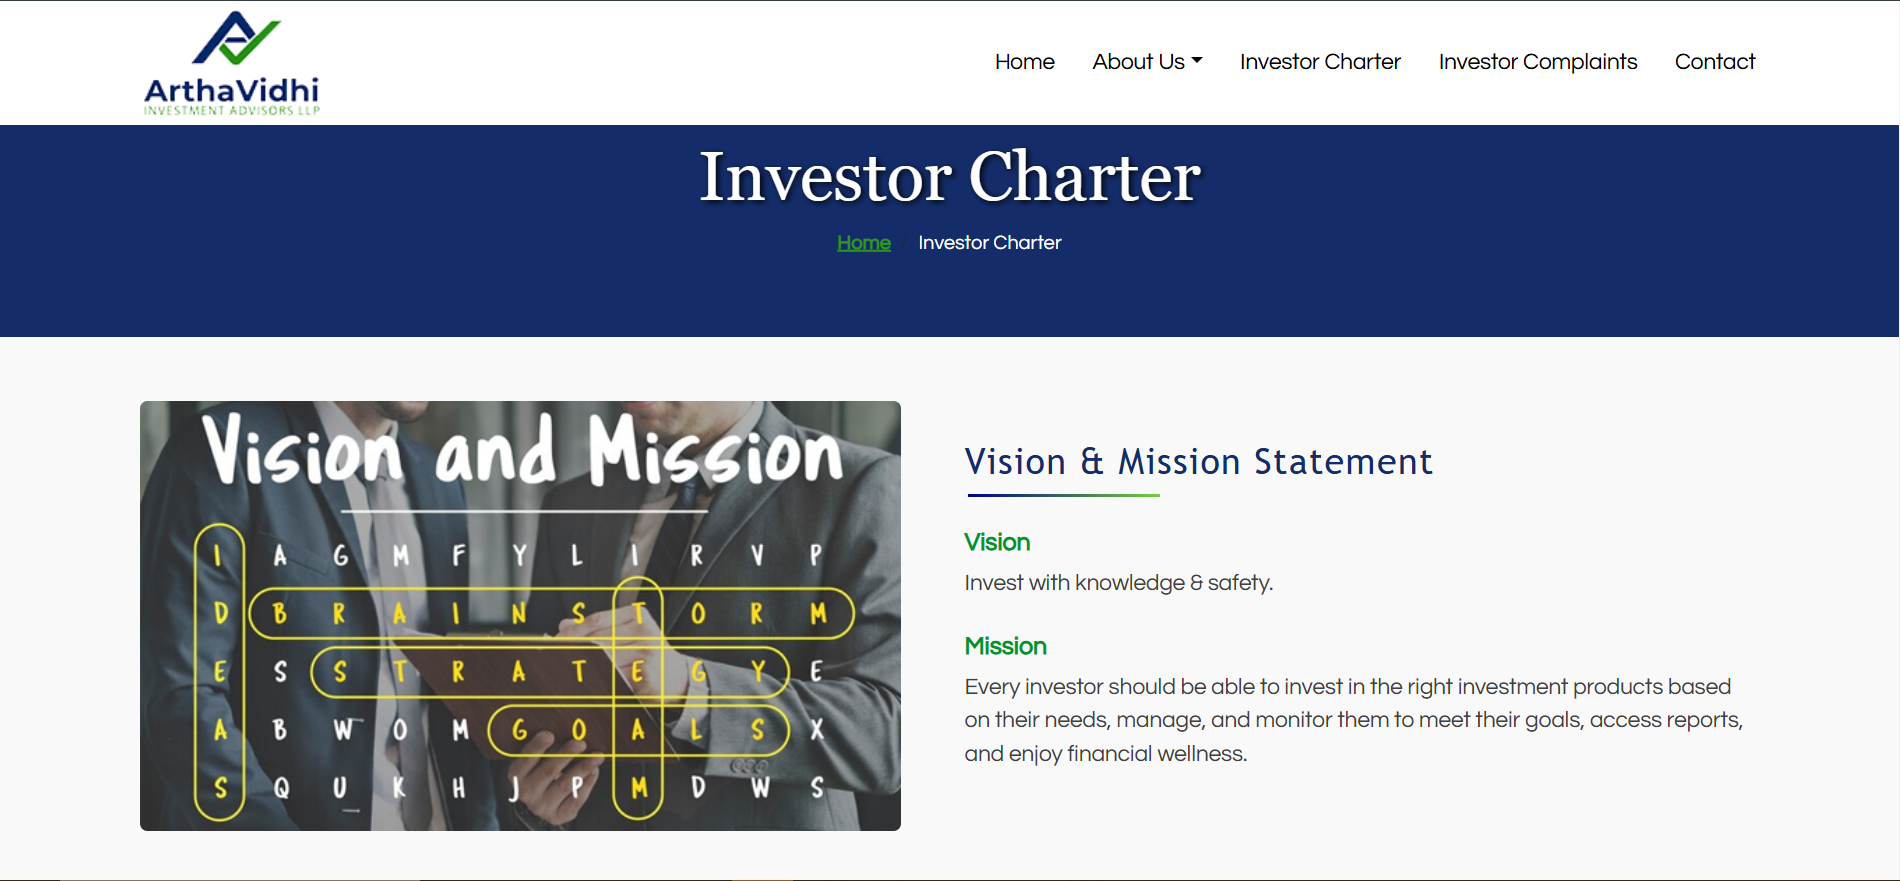 ArthaVidhi
INVESTMENT ADVISORS LLP
Home About Us Investor Charter Investor Complaints Contact
Investor Charter
Home / Investor Charter
Vision and Mission
I A G M F Y L I R V P
D B R A I N S T O R M
E S S T R A T E G Y E
A B W O M G O A L S X
S Q U K H J P M D W S
Vision & Mission Statement
Vision
Invest with knowledge & safety.
Mission
Every investor should be able to invest in the right investment products based
on their needs, manage, and monitor them to meet their goals, access reports,
and enjoy financial wellness.